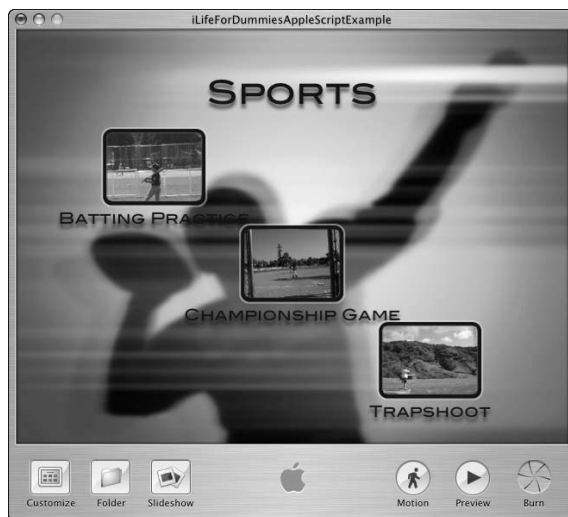 iLifeForDummiesAppleScriptExample
SPORTS
BATTING PRACTICE
CHAMPIONSHIP GAME
TRAPSHOOT
Customize
Folder
Slideshow
Motion
Preview
Burn